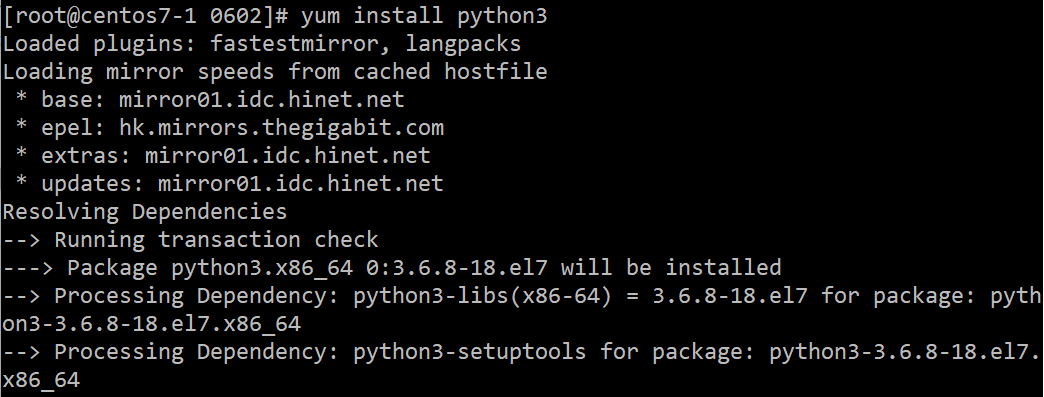 [root@centos7-1 0602]# yum install python3
Loaded plugins: fastestmirror, langpacks
Loading mirror speeds from cached hostfile
 * base: mirror01.idc.hinet.net
 * epel: hk.mirrors.thegigabit.com
 * extras: mirror01.idc.hinet.net
 * updates: mirror01.idc.hinet.net
Resolving Dependencies
--> Running transaction check
---> Package python3.x86_64 0:3.6.8-18.el7 will be installed
--> Processing Dependency: python3-libs(x86-64) = 3.6.8-18.el7 for package: pyth
on3-3.6.8-18.el7.x86_64
--> Processing Dependency: python3-setuptools for package: python3-3.6.8-18.el7.
x86_64